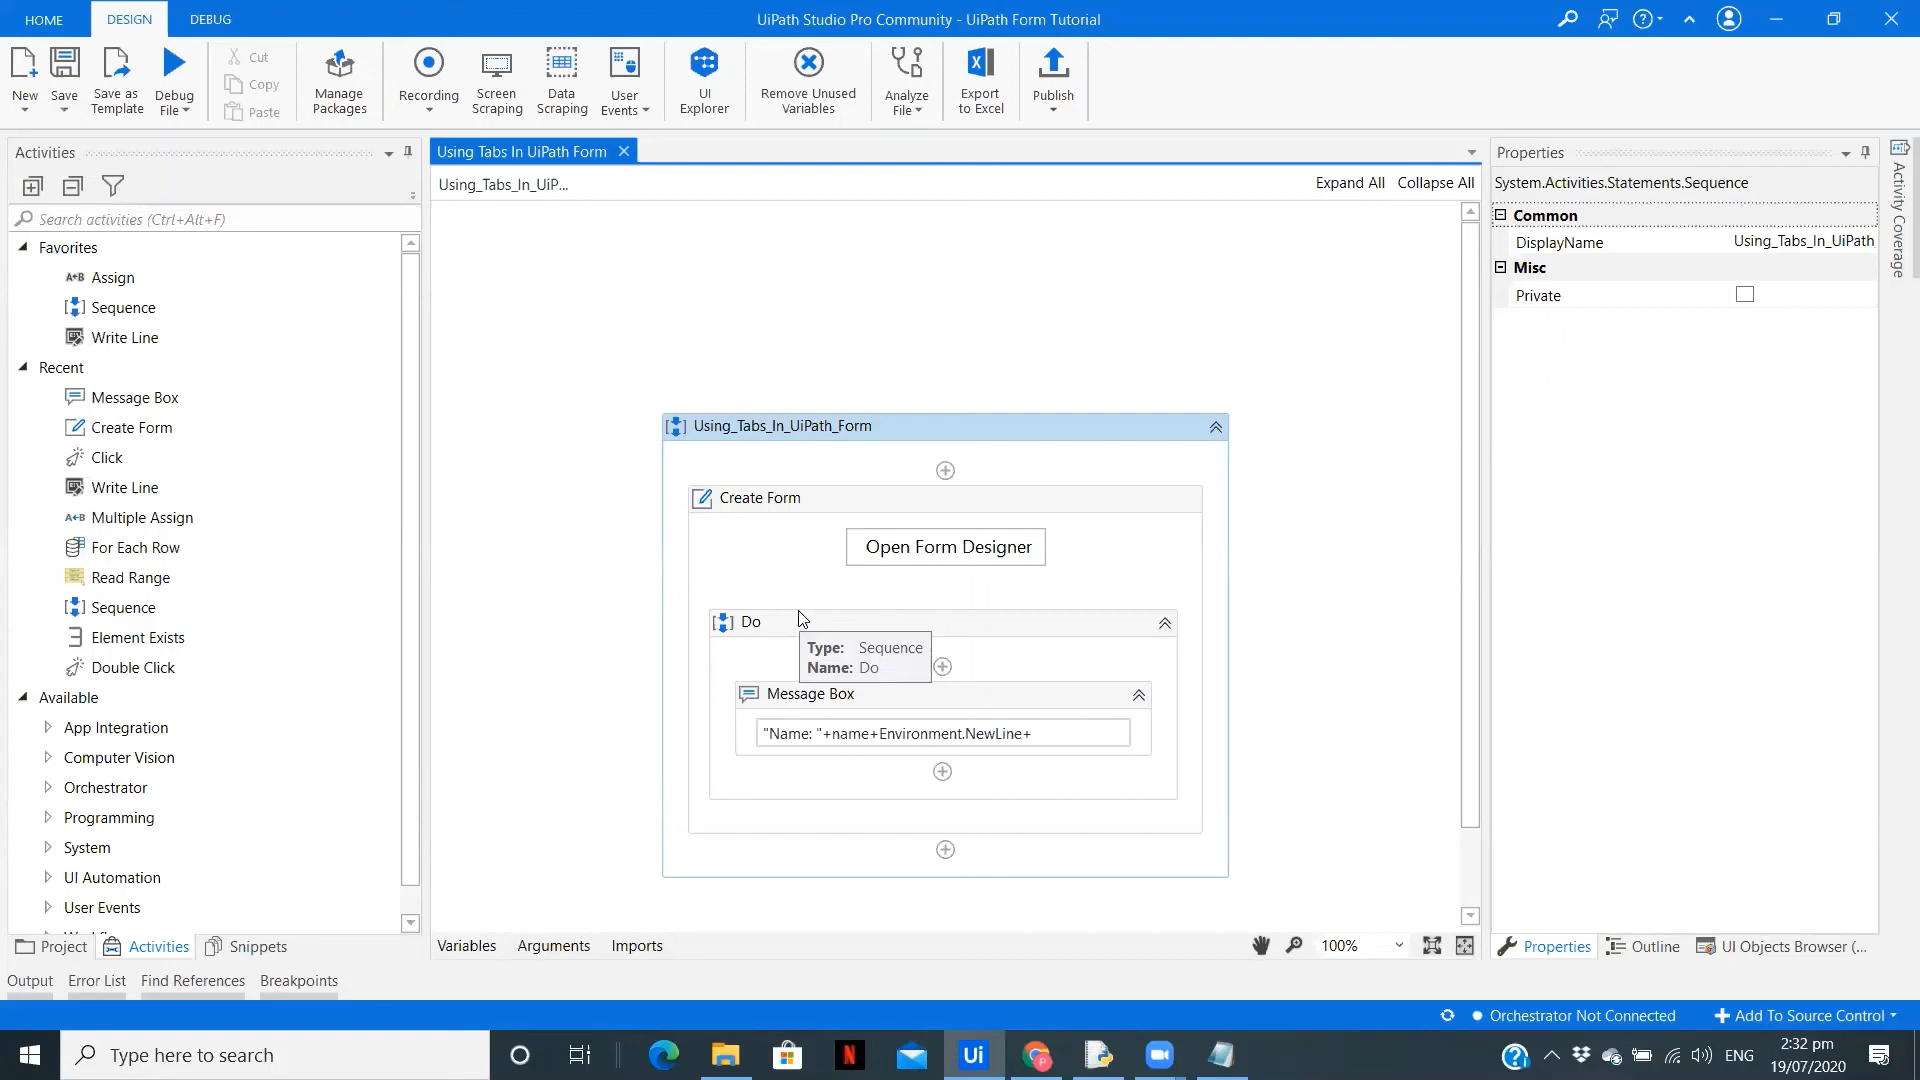 HOME
DESIGN
DEBUG
UiPath Studio Pro Community - UiPath Form Tutorial
New
Save
Save as
Template
Debug
File
Cut
Copy
Paste
Manage
Packages
Recording
Screen
Scraping
Data
Scraping
User
Events
UI
Explorer
Remove Unused
Variables
Analyze
File
Export
to Excel
Publish
Activities
Search activities (Ctrl+Alt+F)
Favorites
Assign
Sequence
Write Line
Recent
Message Box
Create Form
Click
Write Line
Multiple Assign
For Each Row
Read Range
Sequence
Element Exists
Double Click
Available
App Integration
Computer Vision
Orchestrator
Programming
System
UI Automation
User Events
Project
Activities
Snippets
Using Tabs In UiPath Form
Using_Tabs_In_UiP...
Expand All
Collapse All
Using_Tabs_In_UiPath_Form
Create Form
Open Form Designer
Do
Type: Sequence
Name: Do
Message Box
"Name: "+name+Environment.NewLine+
Variables
Arguments
Imports
100%
Properties
System.Activities.Statements.Sequence
Common
DisplayName
Using_Tabs_In_UiPath
Misc
Private
Activity Coverage
Properties
Outline
UI Objects Browser (...
Output
Error List
Find References
Breakpoints
Orchestrator Not Connected
Add To Source Control
Type here to search
Ui
ENG
2:32 pm
19/07/2020